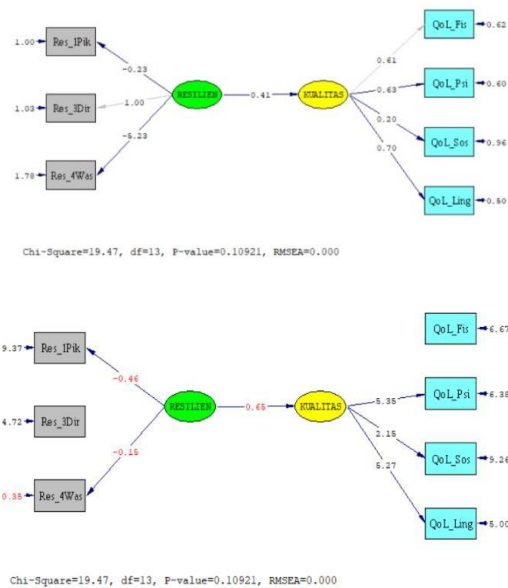 QoL_Fis 0.62
1.00 Res_1Pik
-0.23 0.61
0.63 QoL_Psi 0.60
1.03 Res_3Dir 1.00 RESILIEN 0.41 KUALITAS
0.20 QoL_Sos 0.96
-5.23 0.70
1.78 Res_4Was
QoL_Ling 0.50
Chi-Square=19.47, df=13, P-value=0.10921, RMSEA=0.000
QoL_Fis 6.67
9.37 Res_1Pik
-0.46
5.35 QoL_Psi 6.38
4.72 Res_3Dir RESILIEN 0.65 KUALITAS
2.15
-0.15 5.27 QoL_Sos 9.26
0.35 Res_4Was
QoL_Ling 5.00
Chi-Square=19.47, df=13, P-value=0.10921, RMSEA=0.000